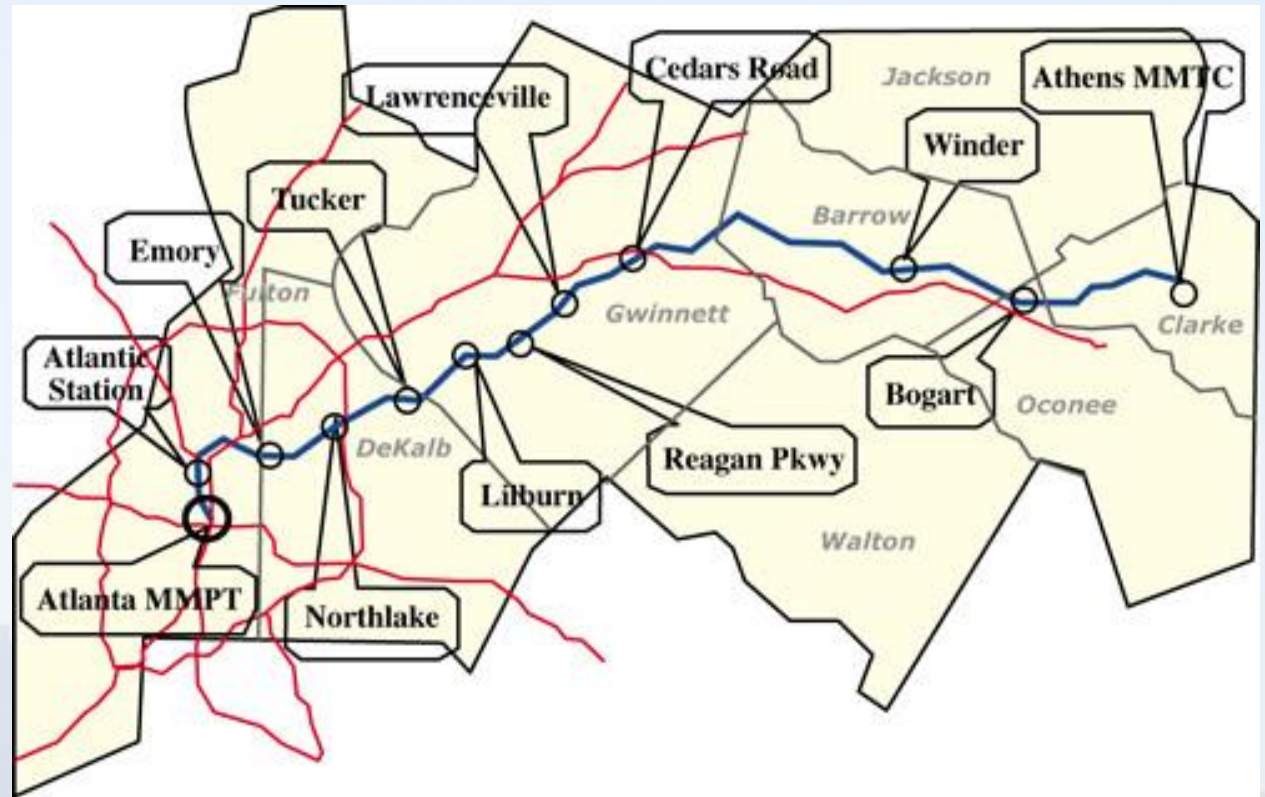 Cedars Road
Jackson
Athens MMTC
Lawrenceville
Winder
Tucker
Barrow
Emory
Fulton
Gwinnett
Clarke
Atlantic
Station
Bogart
Oconee
DeKalb
Reagan Pkwy
Lilburn
Walton
Atlanta MMPT
Northlake